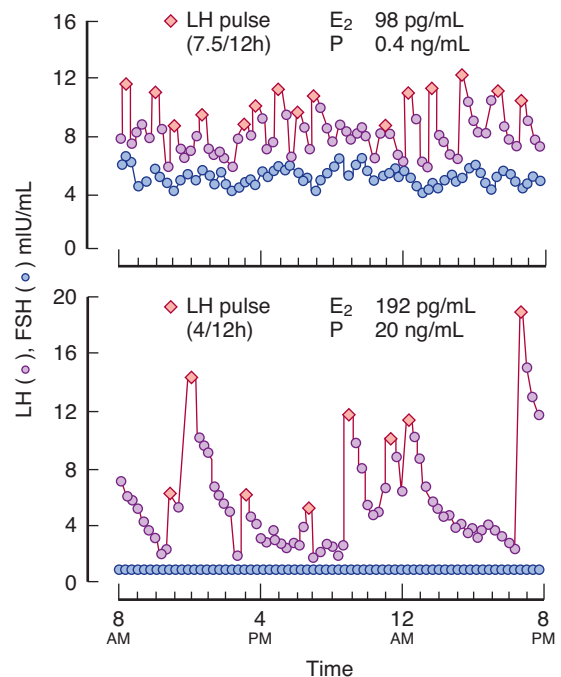 16
12
8
4
0
LH pulse
(7.5/12h)
E₂ 98 pg/mL
P 0.4 ng/mL
LH (●), FSH (●) mIU/mL
20
16
12
8
4
0
LH pulse
(4/12h)
E₂ 192 pg/mL
P 20 ng/mL
8
AM
4
PM
12
AM
8
PM
Time